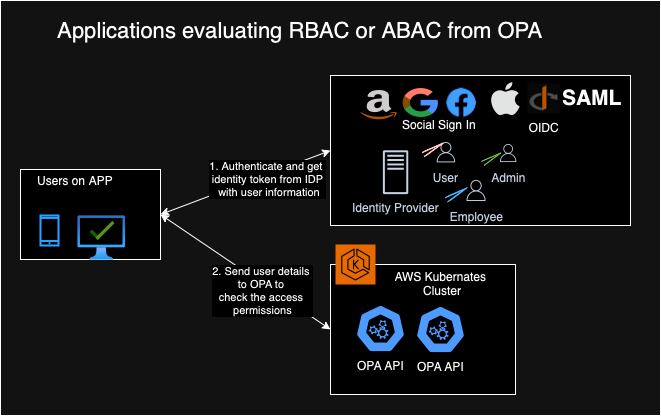 Applications evaluating RBAC or ABAC from OPA
a
G
f
SAML
Social Sign In
OIDC
1. Authenticate and get
identity token from IDP
with user information
Users on APP
User
Admin
Identity Provider
Employee
2. Send user details
to OPA to
check the access
permissions
K
AWS Kubernates
Cluster
OPA API
OPA API